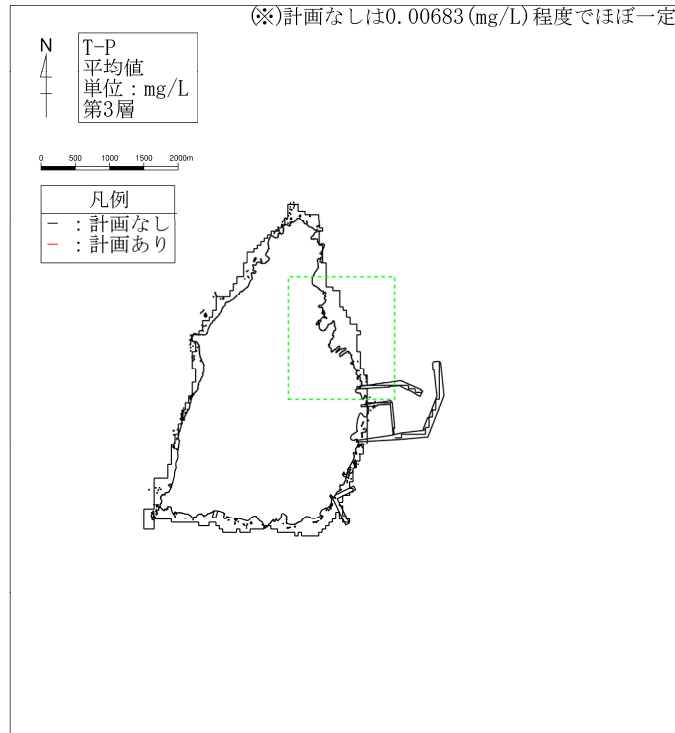 (※)計画なしは0.00683(mg/L)程度でほぼ一定
N
T-P
平均値
単位：mg/L
第3層
0 500 1000 1500 2000m
凡例
－ ：計画なし
－ ：計画あり